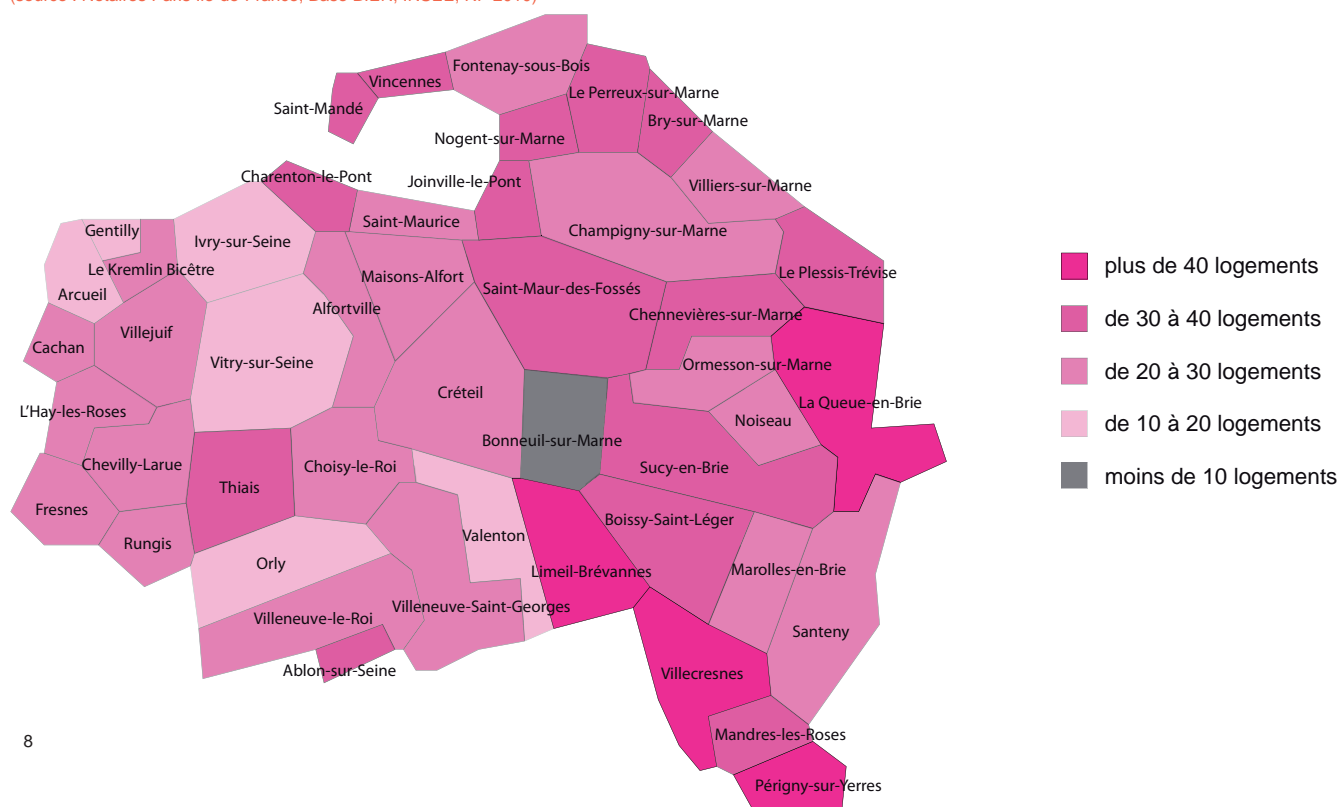 Fontenay-sous-Bois
Vincennes
Le Perreux-sur-Marne
Saint-Mandé
Bry-sur-Marne
Nogent-sur-Marne
Charenton-le-Pont
Joinville-le-Pont
Villiers-sur-Marne
Saint-Maurice
Gentilly
Ivry-sur-Seine
Champigny-sur-Marne
Le Kremlin Bicêtre
Maisons-Alfort
Le Plessis-Trévise
Arcueil
Saint-Maur-des-Fossés
Alfortville
Chennevières-sur-Marne
Villejuif
Cachan
Vitry-sur-Seine
Ormesson-sur-Marne
Créteil
La Queue-en-Brie
L'Hay-les-Roses
Noiseau
Bonneuil-sur-Marne
Chevilly-Larue
Choisy-le-Roi
Sucy-en-Brie
Thiais
Fresnes
Boissy-Saint-Léger
Rungis
Valenton
Orly
Limeil-Brévannes
Marolles-en-Brie
Villeneuve-Saint-Georges
Villeneuve-le-Roi
Santeny
Ablon-sur-Seine
Villecresnes
Mandres-les-Roses
Périgny-sur-Yerres
plus de 40 logements
de 30 à 40 logements
de 20 à 30 logements
de 10 à 20 logements
moins de 10 logements
8